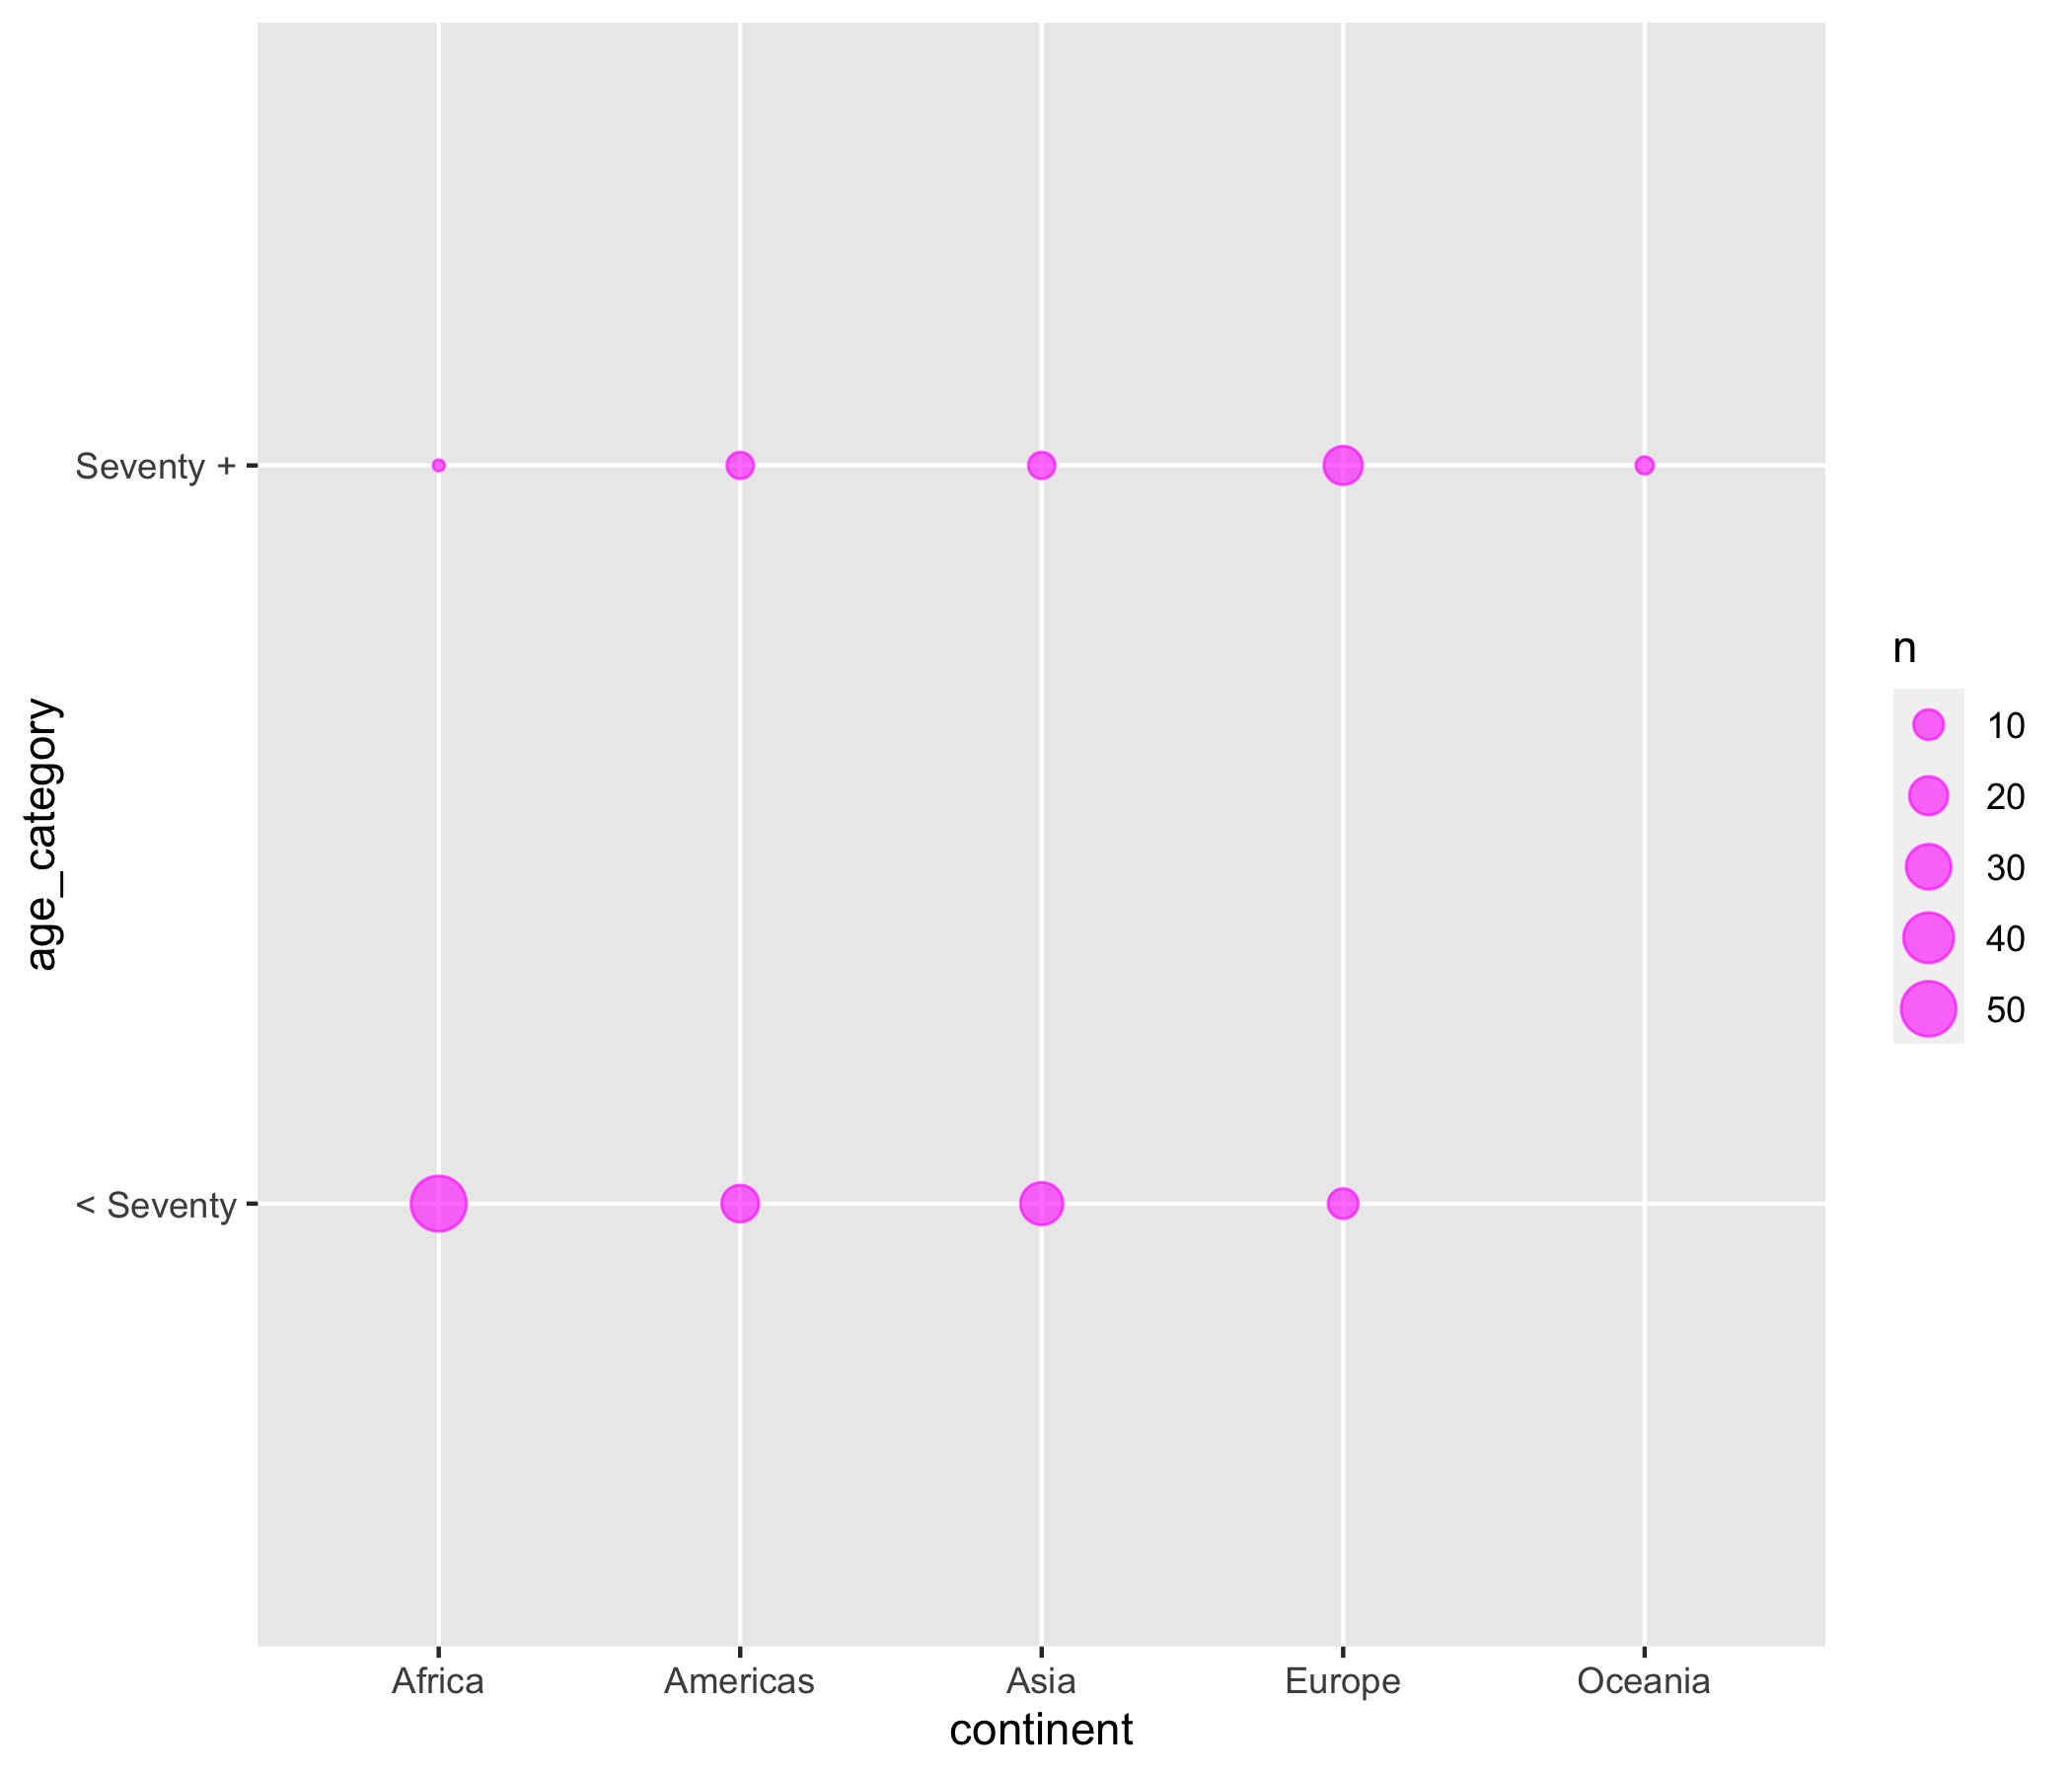 Seventy +
< Seventy
age_category
Africa Americas Asia Europe Oceania
continent
n
10
20
30
40
50